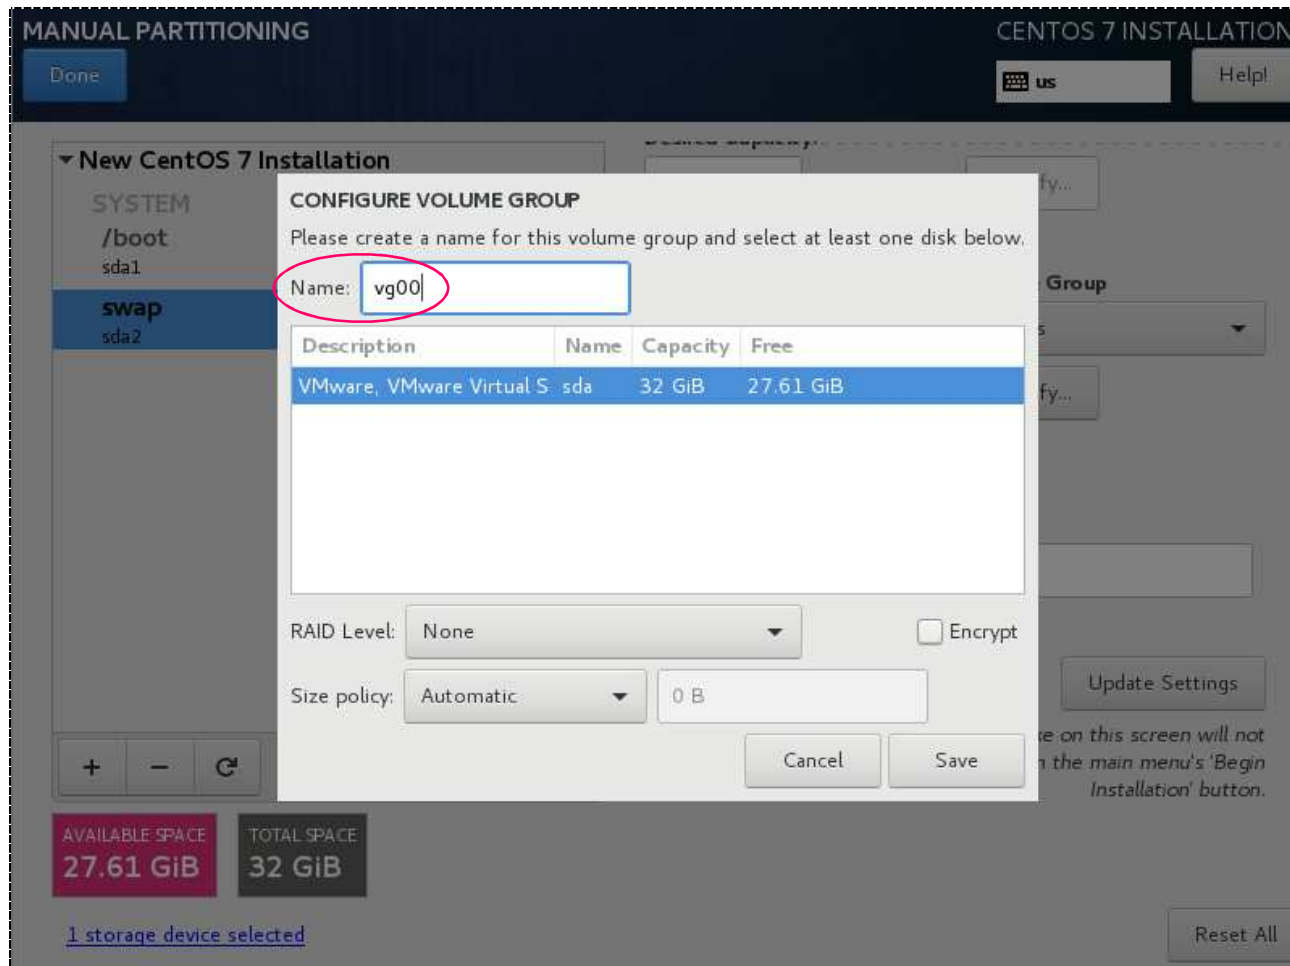 MANUAL PARTITIONING
CENTOS 7 INSTALLATION
Done
us
Help!
New CentOS 7 Installation
SYSTEM
/boot
sda1
swap
sda2
CONFIGURE VOLUME GROUP
Please create a name for this volume group and select at least one disk below.
Name: vg00
Description Name Capacity Free
VMware, VMware Virtual S sda 32 GiB 27.61 GiB
RAID Level: None Encrypt
Size policy: Automatic 0 B
Cancel Save
fy...
Group
s
fy...
Update Settings
on this screen will not
the main menu's 'Begin
Installation' button.
+ −
AVAILABLE SPACE
27.61 GiB
TOTAL SPACE
32 GiB
1 storage device selected
Reset All